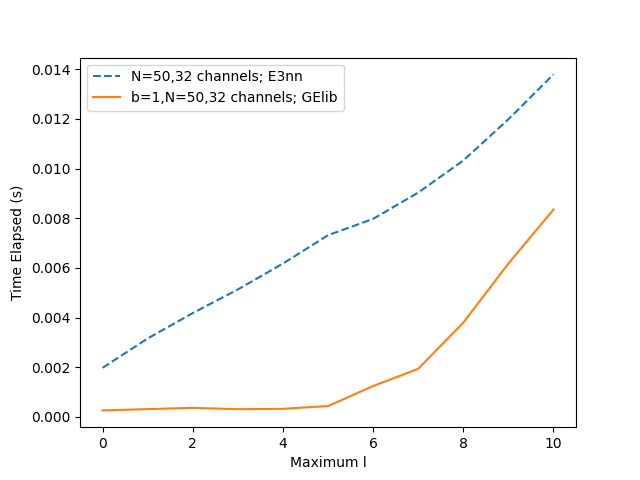 N=50,32 channels; E3nn
b=1,N=50,32 channels; GElib
0.014
0.012
0.010
0.008
0.006
0.004
0.002
0.000
Time Elapsed (s)
0 2 4 6 8 10
Maximum l